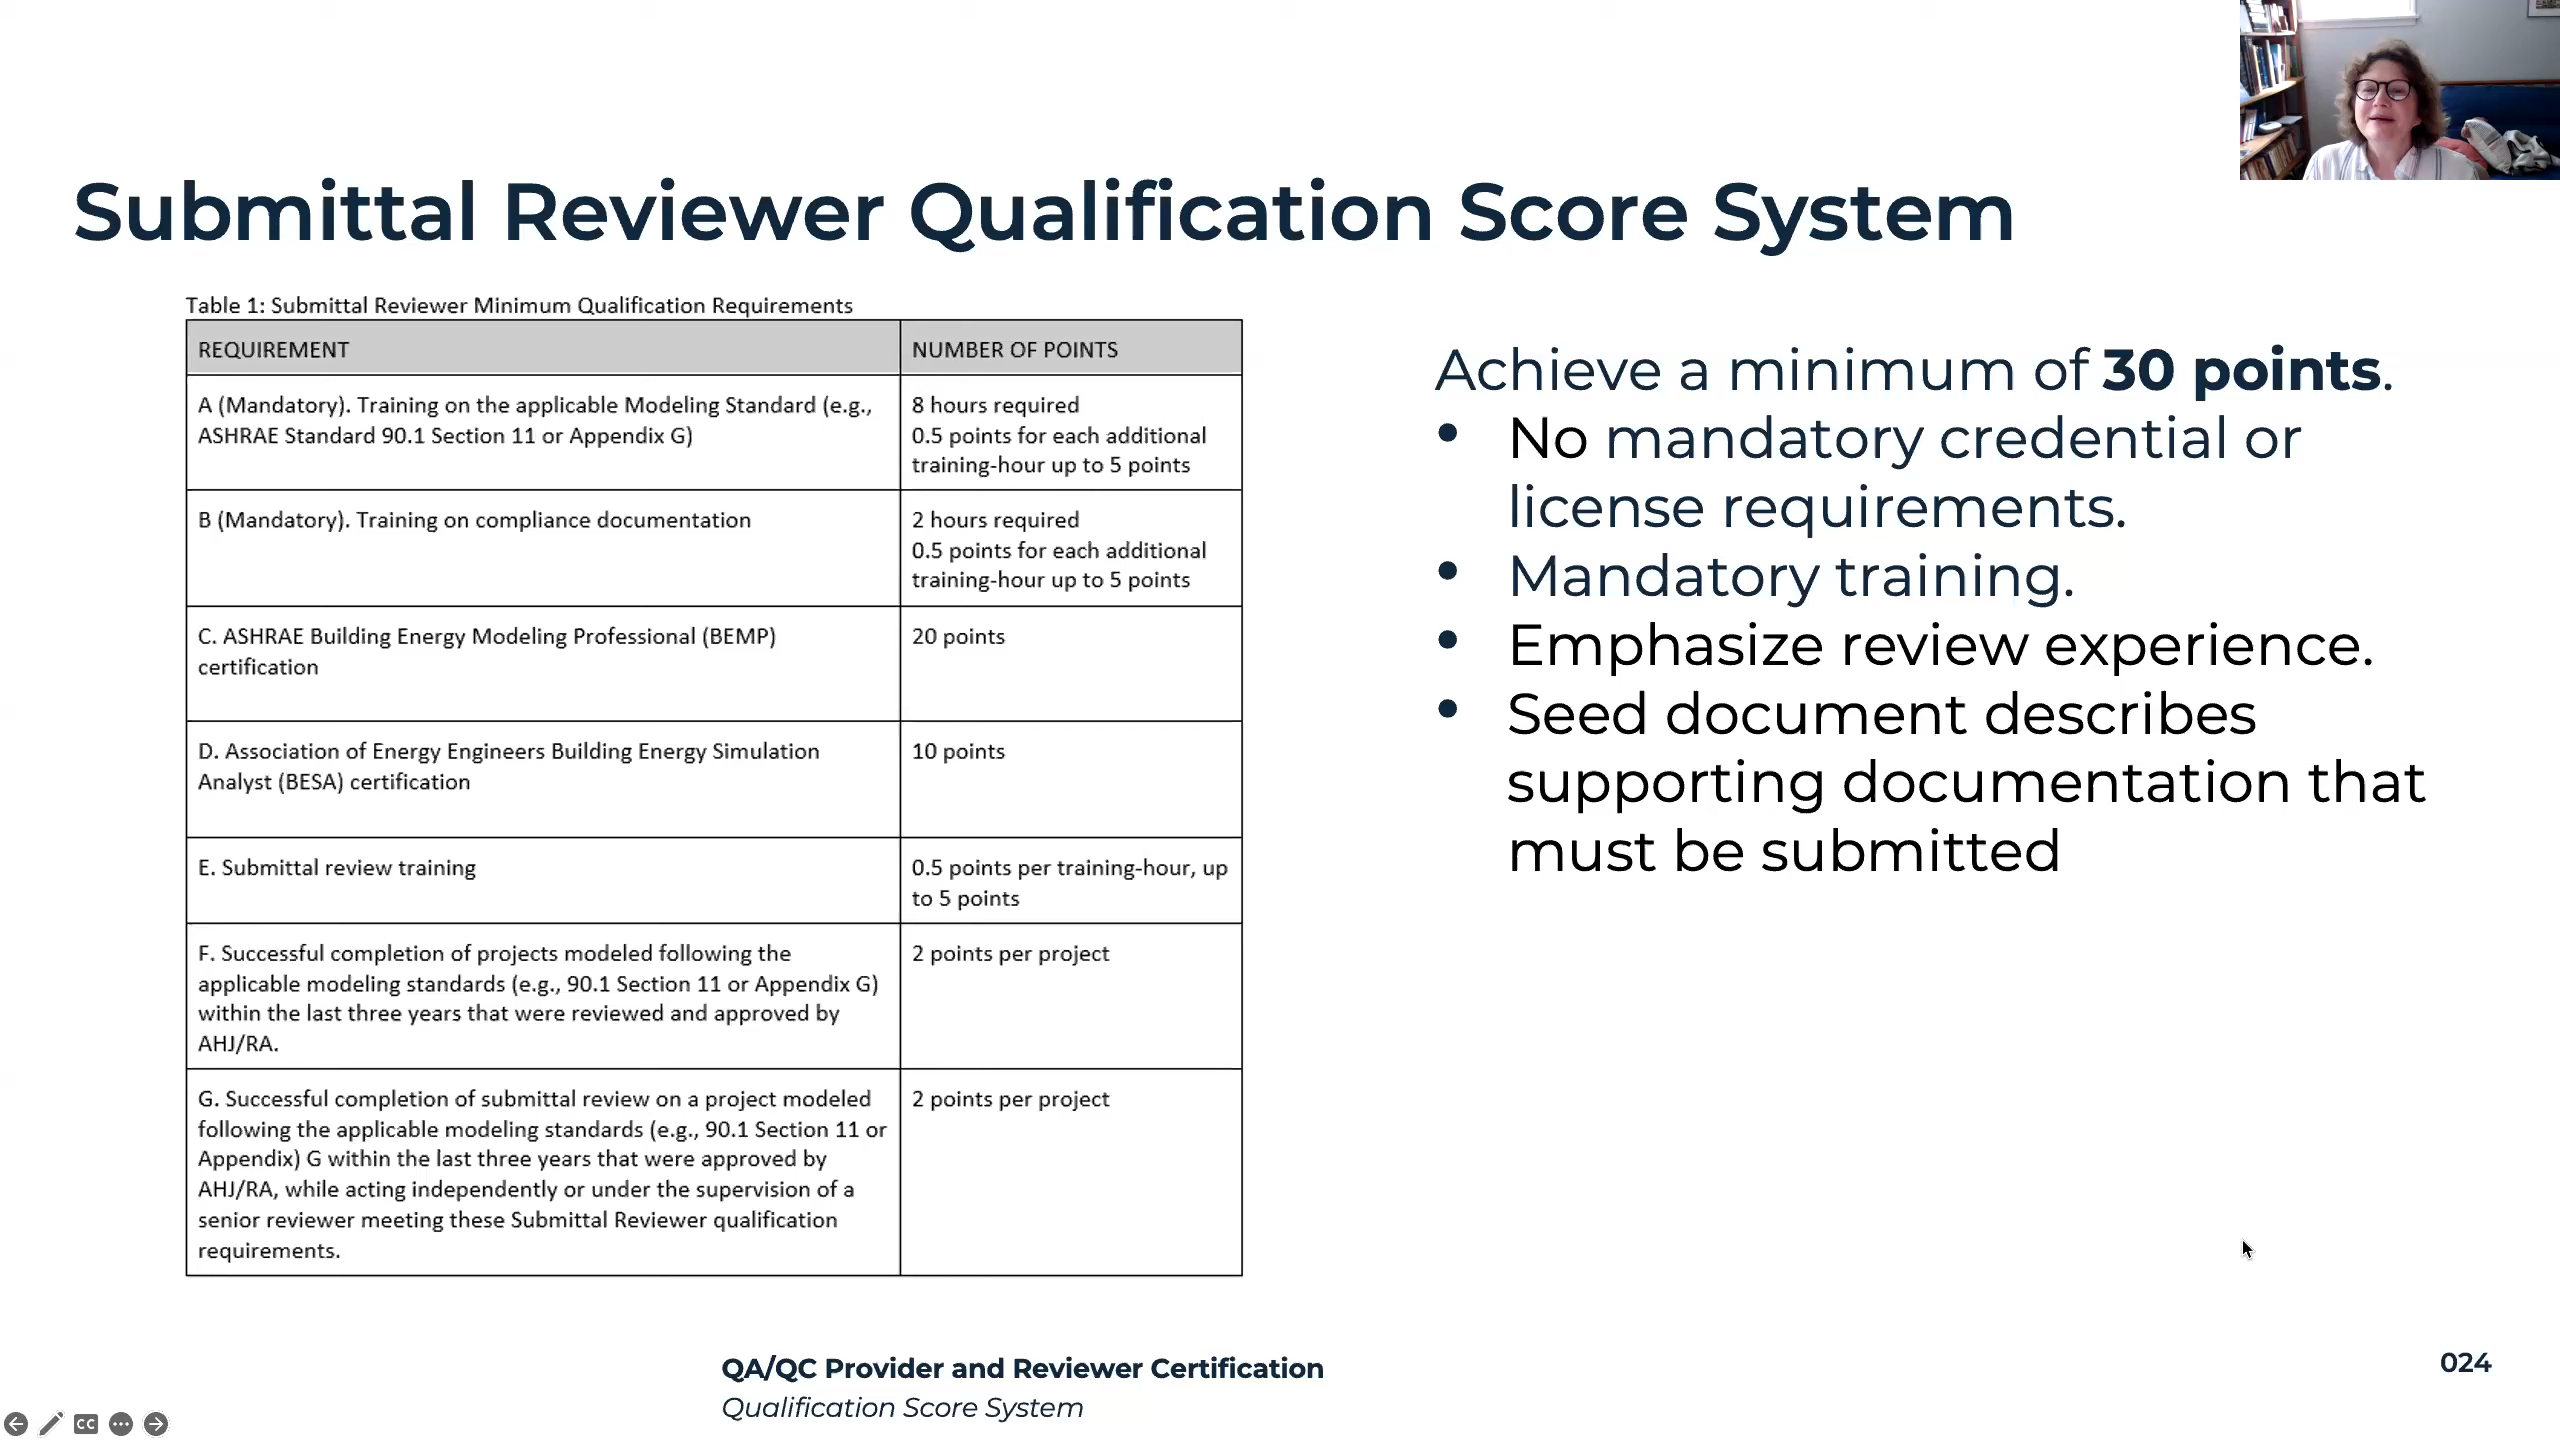 Submittal Reviewer Qualification Score System
Table 1: Submittal Reviewer Minimum Qualification Requirements
REQUIREMENT
NUMBER OF POINTS
A (Mandatory). Training on the applicable Modeling Standard (e.g.,
ASHRAE Standard 90.1 Section 11 or Appendix G)
8 hours required
0.5 points for each additional
training-hour up to 5 points
B (Mandatory). Training on compliance documentation
2 hours required
0.5 points for each additional
training-hour up to 5 points
C. ASHRAE Building Energy Modeling Professional (BEMP)
certification
20 points
D. Association of Energy Engineers Building Energy Simulation
Analyst (BESA) certification
10 points
E. Submittal review training
0.5 points per training-hour, up
to 5 points
F. Successful completion of projects modeled following the
applicable modeling standards (e.g., 90.1 Section 11 or Appendix G)
within the last three years that were reviewed and approved by
AHJ/RA.
2 points per project
G. Successful completion of submittal review on a project modeled
following the applicable modeling standards (e.g., 90.1 Section 11 or
Appendix) G within the last three years that were approved by
AHJ/RA, while acting independently or under the supervision of a
senior reviewer meeting these Submittal Reviewer qualification
requirements.
2 points per project
Achieve a minimum of 30 points.
• No mandatory credential or
license requirements.
• Mandatory training.
• Emphasize review experience.
• Seed document describes
supporting documentation that
must be submitted
QA/QC Provider and Reviewer Certification
Qualification Score System
024
CC